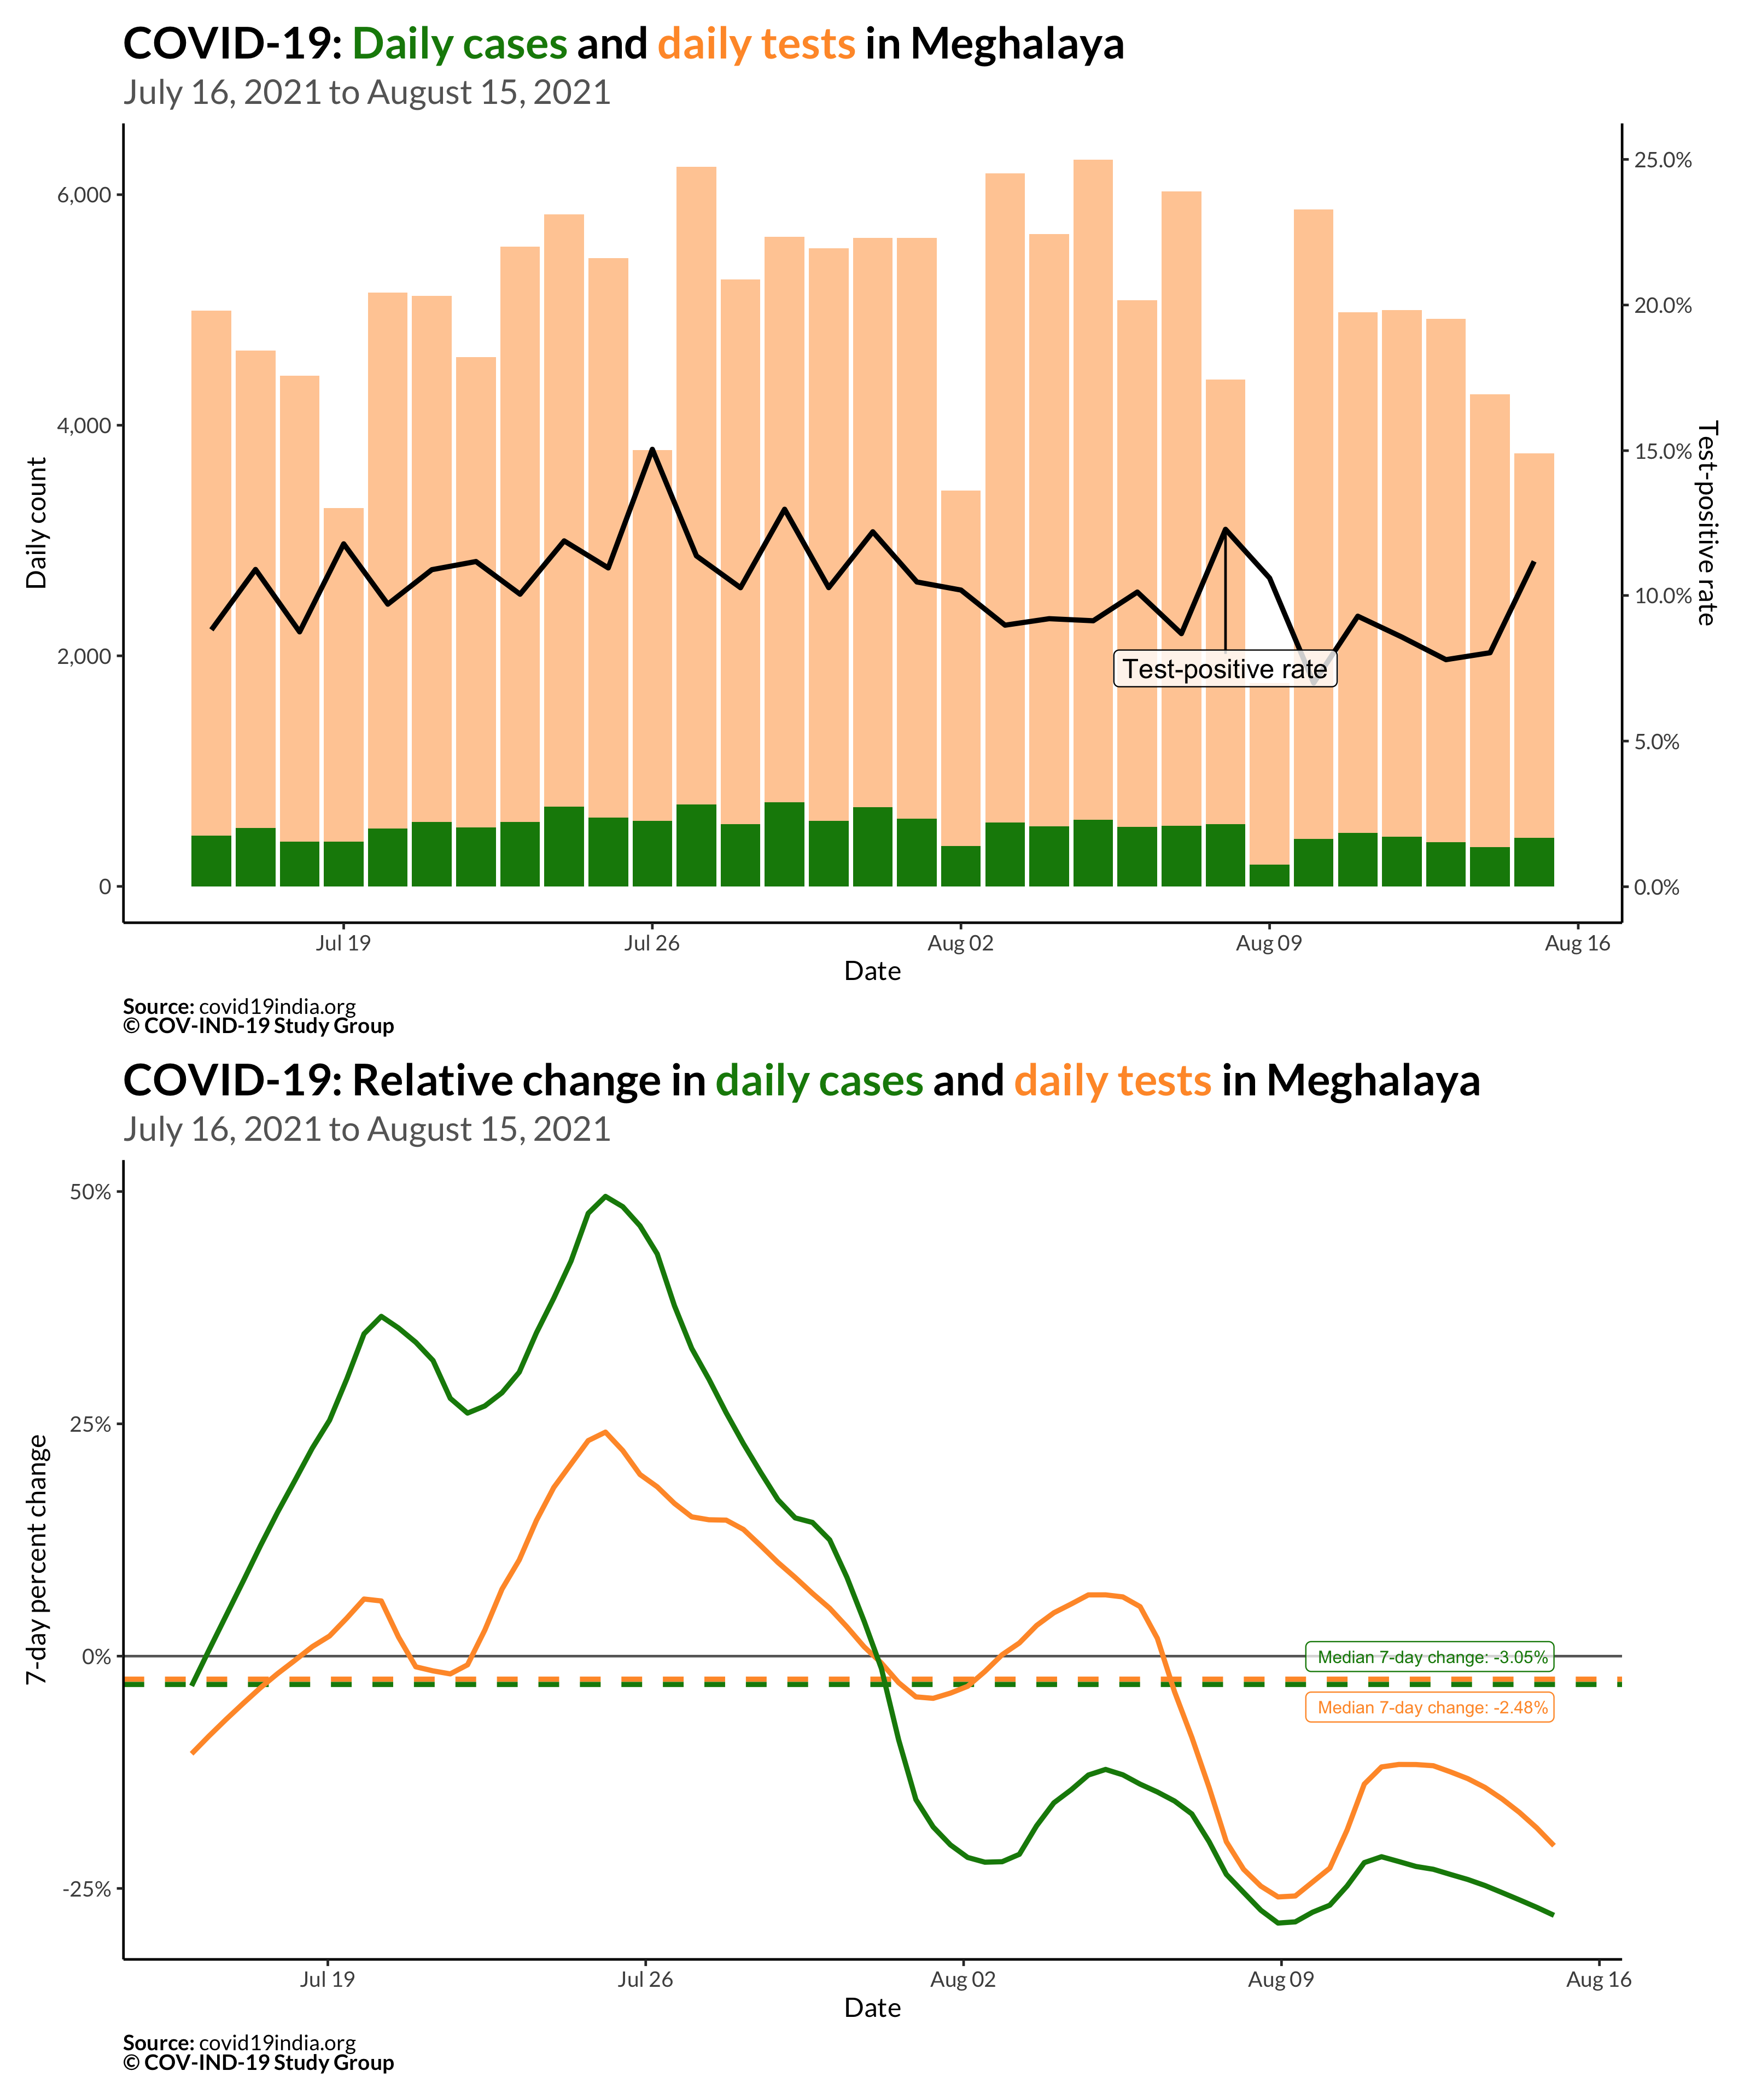 COVID-19: Daily cases and daily tests in Meghalaya
July 16, 2021 to August 15, 2021
6,000
4,000
2,000
0
Daily count
25.0%
20.0%
15.0%
10.0%
5.0%
0.0%
Test-positive rate
Test-positive rate
Jul 19
Jul 26
Aug 02
Aug 09
Aug 16
Date
Source: covid19india.org
© COV-IND-19 Study Group
COVID-19: Relative change in daily cases and daily tests in Meghalaya
July 16, 2021 to August 15, 2021
50%
25%
0%
-25%
7-day percent change
Median 7-day change: -3.05%
Median 7-day change: -2.48%
Jul 19
Jul 26
Aug 02
Aug 09
Aug 16
Date
Source: covid19india.org
© COV-IND-19 Study Group